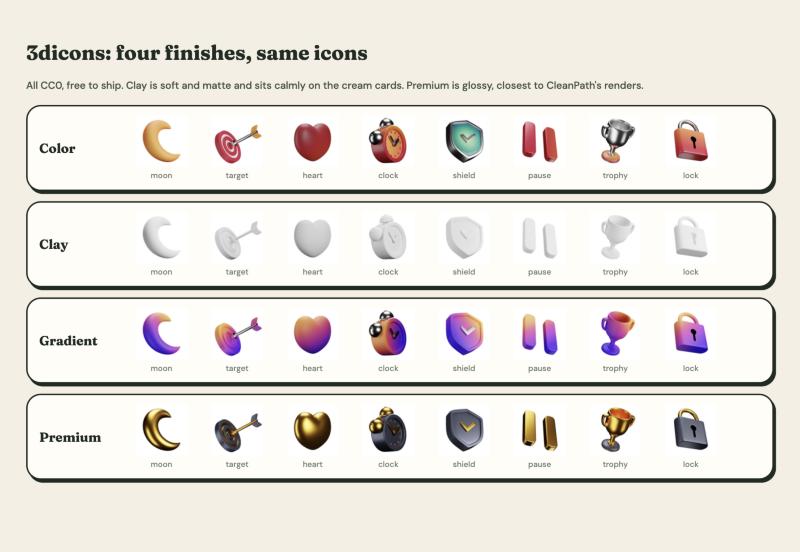 3dicons: four finishes, same icons
All CC0, free to ship. Clay is soft and matte and sits calmly on the cream cards. Premium is glossy, closest to CleanPath's renders.
Color
moon target heart clock shield pause trophy lock
Clay
moon target heart clock shield pause trophy lock
Gradient
moon target heart clock shield pause trophy lock
Premium
moon target heart clock shield pause trophy lock